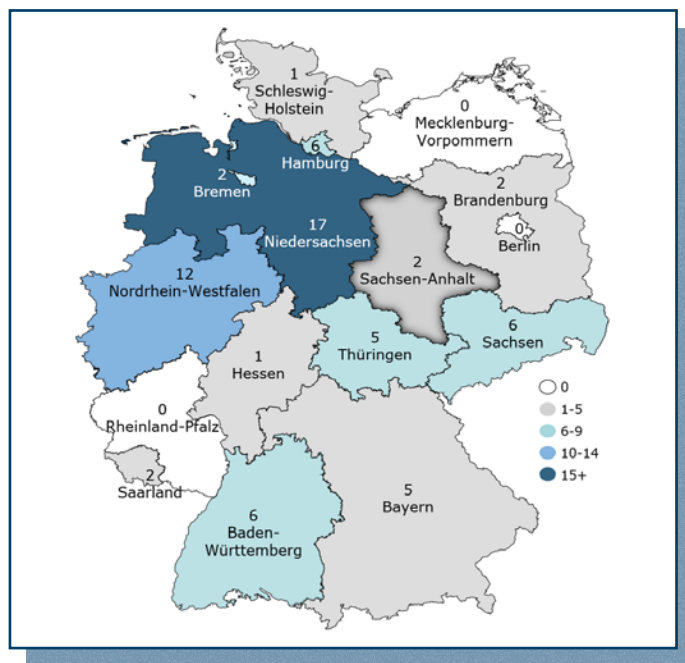 1
Schleswig-
Holstein
0
Mecklenburg-
Vorpommern
6
Hamburg
2
Bremen
2
Brandenburg
0
Berlin
17
Niedersachsen
2
Sachsen-Anhalt
12
Nordrhein-Westfalen
5
Thüringen
6
Sachsen
1
Hessen
0
Rheinland-Pfalz
2
Saarland
6
Baden-
Württemberg
5
Bayern
0
1-5
6-9
10-14
15+